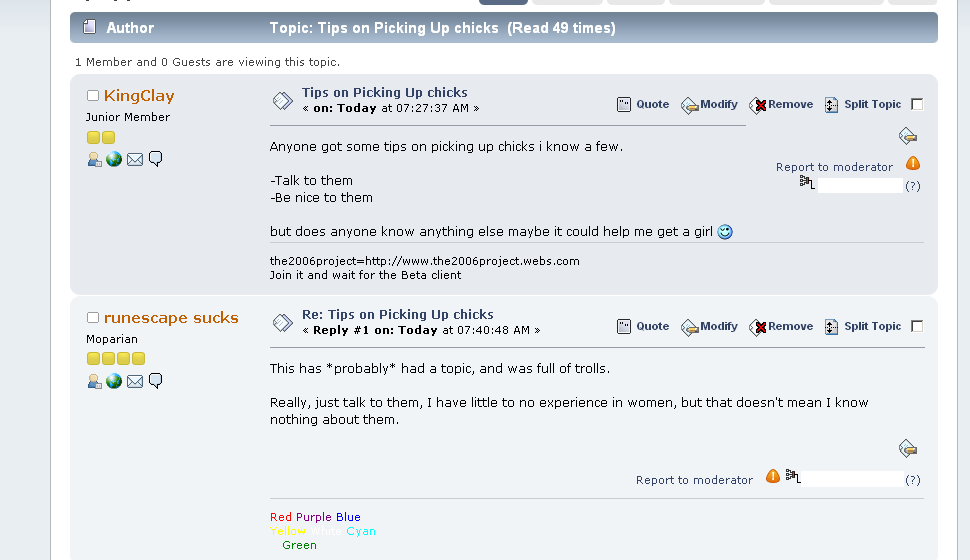 Author Topic: Tips on Picking Up chicks (Read 49 times)
1 Member and 0 Guests are viewing this topic.
KingClay
Junior Member
Tips on Picking Up chicks
« on: Today at 07:27:37 AM »
Quote Modify Remove Split Topic
Anyone got some tips on picking up chicks i know a few.
-Talk to them
-Be nice to them
but does anyone know anything else maybe it could help me get a girl
Report to moderator
(?)
the2006project=http://www.the2006project.webs.com
Join it and wait for the Beta client
runescape sucks
Moparian
Re: Tips on Picking Up chicks
« Reply #1 on: Today at 07:40:48 AM »
Quote Modify Remove Split Topic
This has *probably* had a topic, and was full of trolls.
Really, just talk to them, I have little to no experience in women, but that doesn't mean I know
nothing about them.
Report to moderator (?)
Red Purple Blue
Yellow White Cyan
Green